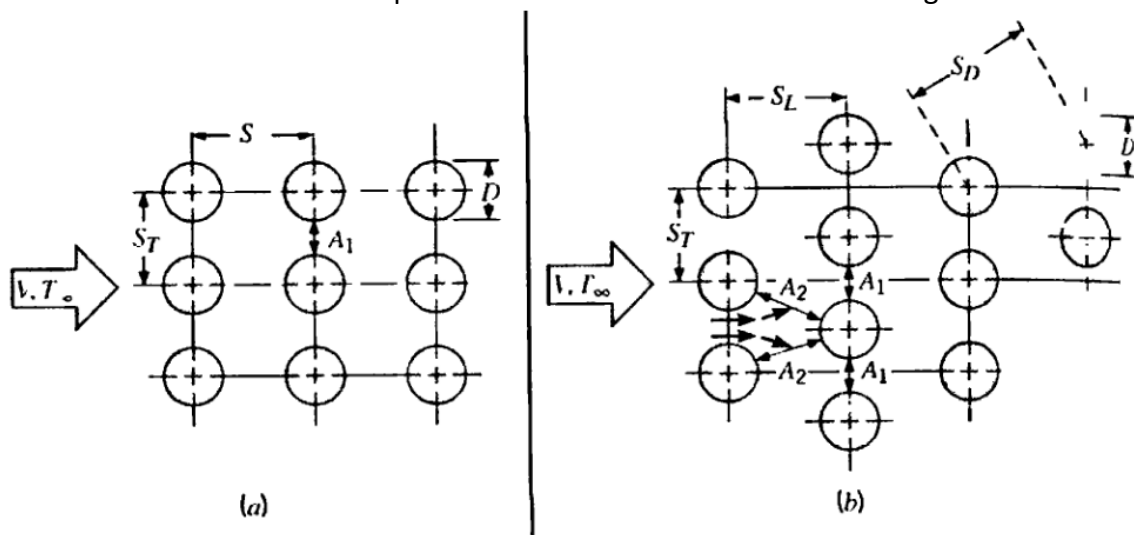 S
D
S_T
A_1
V, T_∞
(a)
S_D
S_L
D
S_T
A_2
A_1
V, T_∞
A_2
A_1
(b)